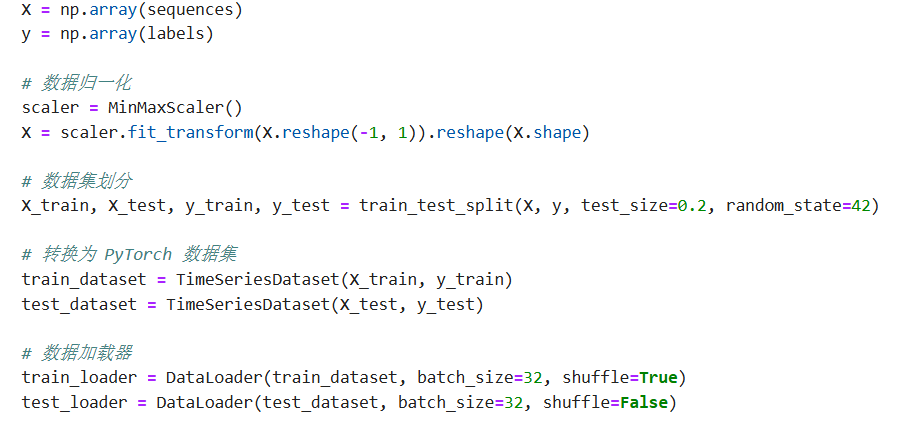 X = np.array(sequences)
y = np.array(labels)
# 数据归一化
scaler = MinMaxScaler()
X = scaler.fit_transform(X.reshape(-1, 1)).reshape(X.shape)
# 数据集划分
X_train, X_test, y_train, y_test = train_test_split(X, y, test_size=0.2, random_state=42)
# 转换为 PyTorch 数据集
train_dataset = TimeSeriesDataset(X_train, y_train)
test_dataset = TimeSeriesDataset(X_test, y_test)
# 数据加载器
train_loader = DataLoader(train_dataset, batch_size=32, shuffle=True)
test_loader = DataLoader(test_dataset, batch_size=32, shuffle=False)